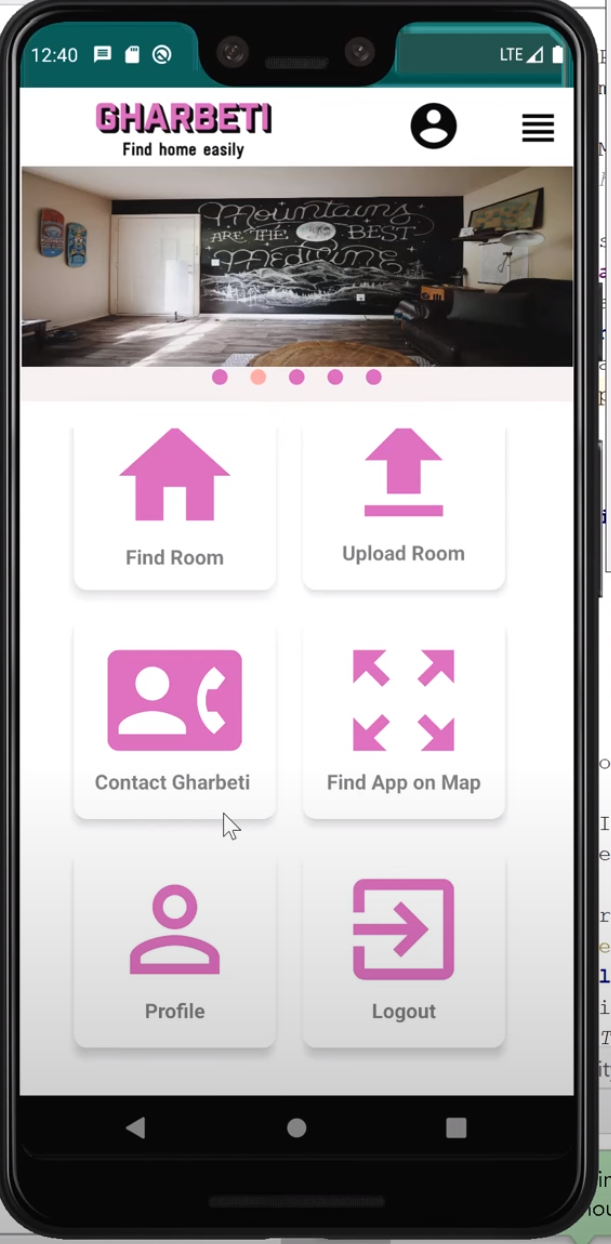 12:40
LTE
GHARBETI
Find home easily
Mountains
ARE THE BEST
Medicine
Find Room
Upload Room
Contact Gharbeti
Find App on Map
Profile
Logout